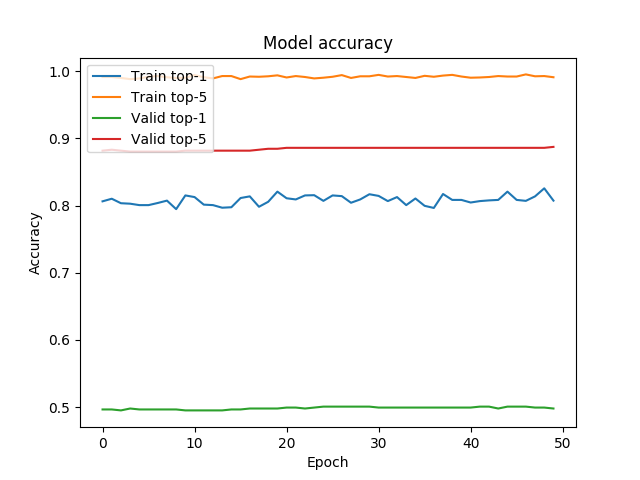 Model accuracy
Train top-1
Train top-5
Valid top-1
Valid top-5
1.0
0.9
0.8
0.7
0.6
0.5
Accuracy
0 10 20 30 40 50
Epoch